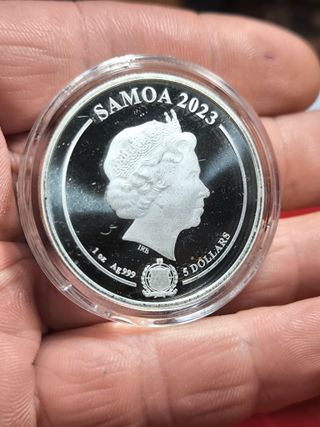 SAMOA 2023
IRB
1 oz Ag 999
5 DOLLARS